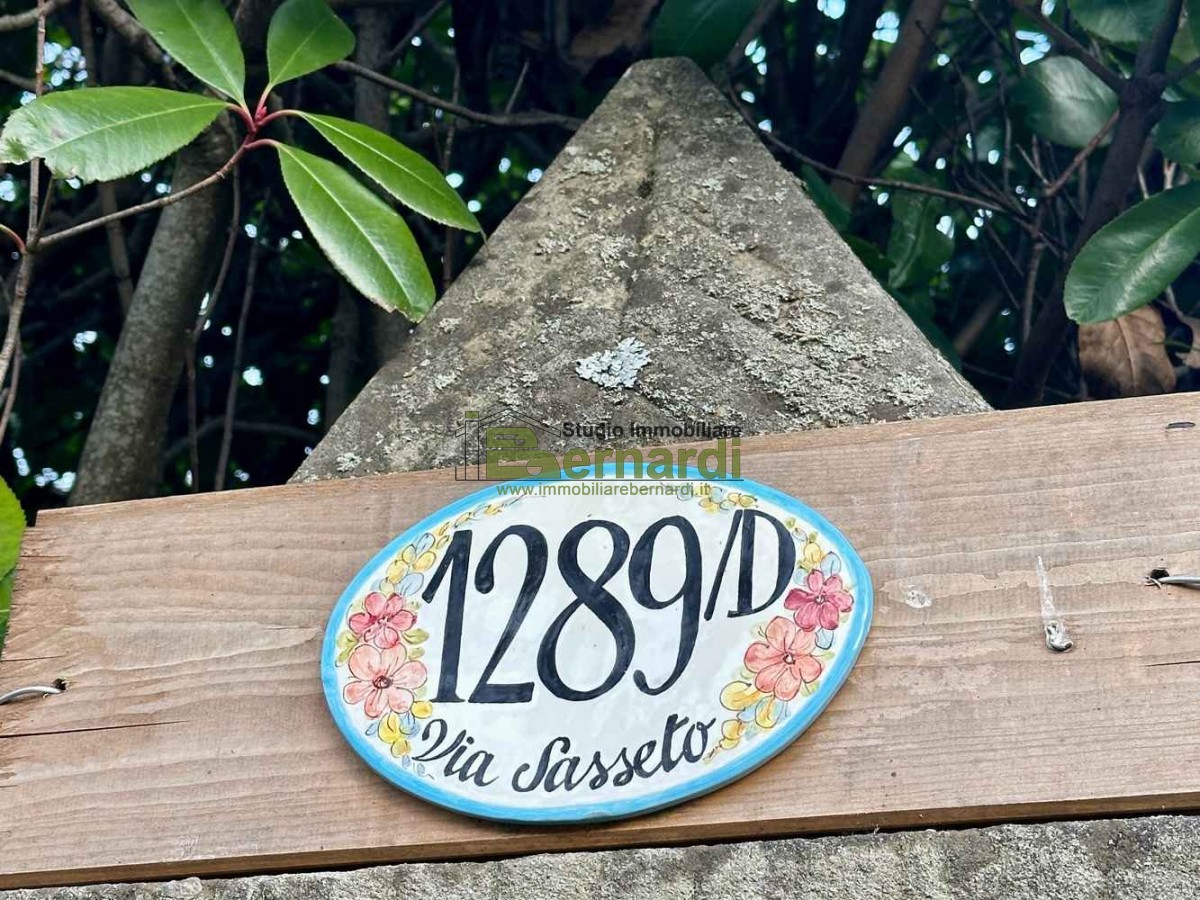 Studio Immobiliare
Bernardi
www.immobiliarebernardi.it
1289/D
Via Sasseto